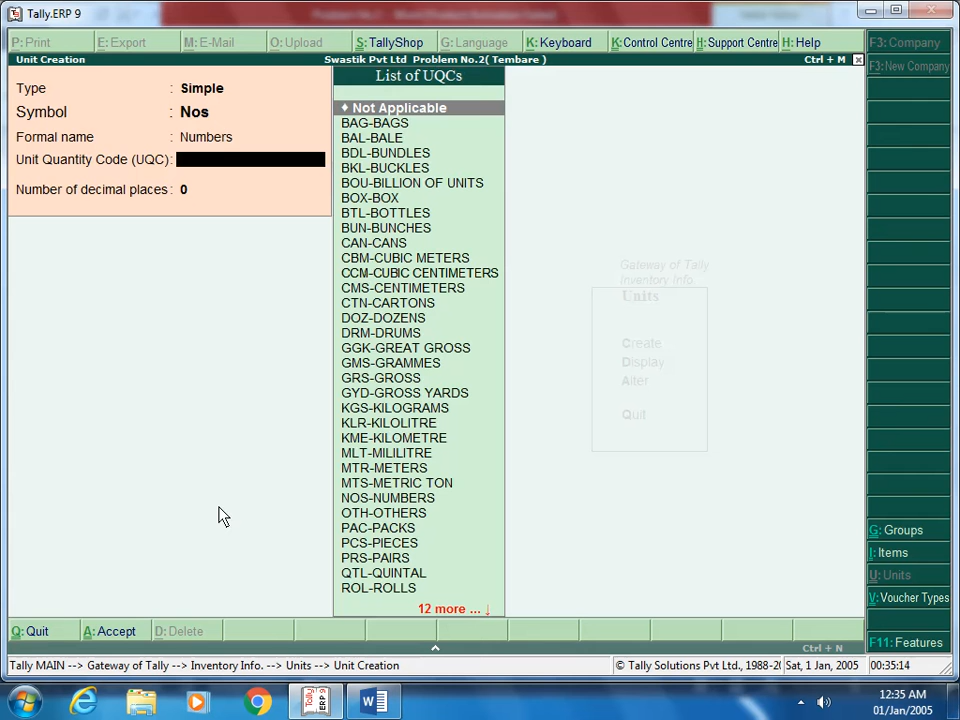 Tally.ERP 9
P: Print E: Export M: E-Mail O: Upload S: TallyShop G: Language K: Keyboard K: Control Centre H: Support Centre H: Help F3: Company
Unit Creation Swastik Pvt Ltd Problem No.2( Tembare ) Ctrl + M
F3: New Company
List of UQCs
Type : Simple
Symbol : Nos
Formal name : Numbers
Unit Quantity Code (UQC):
Number of decimal places : 0
♦ Not Applicable
BAG-BAGS
BAL-BALE
BDL-BUNDLES
BKL-BUCKLES
BOU-BILLION OF UNITS
BOX-BOX
BTL-BOTTLES
BUN-BUNCHES
CAN-CANS
CBM-CUBIC METERS
CCM-CUBIC CENTIMETERS
CMS-CENTIMETERS
CTN-CARTONS
DOZ-DOZENS
DRM-DRUMS
GGK-GREAT GROSS
GMS-GRAMMES
GRS-GROSS
GYD-GROSS YARDS
KGS-KILOGRAMS
KLR-KILOLITRE
KME-KILOMETRE
MLT-MILILITRE
MTR-METERS
MTS-METRIC TON
NOS-NUMBERS
OTH-OTHERS
PAC-PACKS
PCS-PIECES
PRS-PAIRS
QTL-QUINTAL
ROL-ROLLS
12 more ... ↓
Gateway of Tally
Inventory Info.
Units
Create
Display
Alter
Quit
G: Groups
I: Items
U: Units
V: Voucher Types
F11: Features
Q: Quit A: Accept D: Delete
Ctrl + N
Tally MAIN --> Gateway of Tally --> Inventory Info. --> Units --> Unit Creation © Tally Solutions Pvt Ltd., 1988-20 Sat, 1 Jan, 2005 00:35:14
Tally ERP 9
12:35 AM
01/Jan/2005